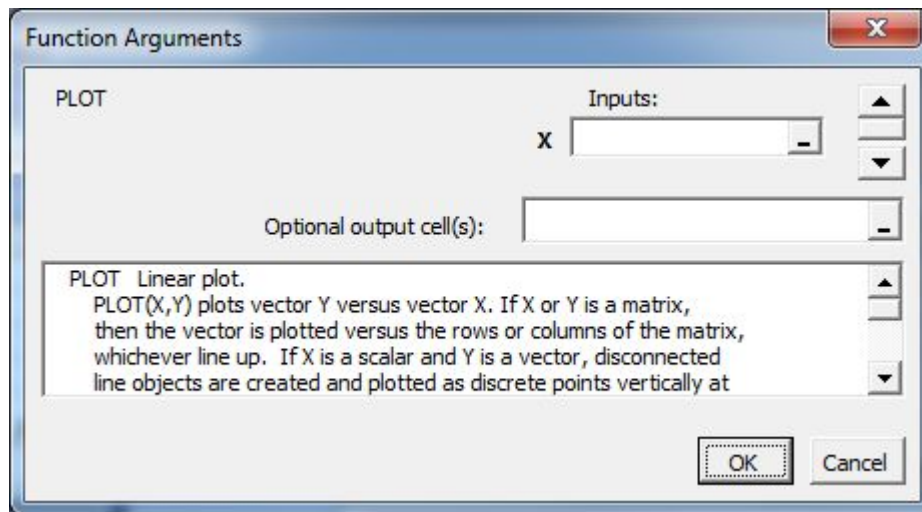 Function Arguments
PLOT
Inputs:
X
Optional output cell(s):
PLOT Linear plot.
PLOT(X,Y) plots vector Y versus vector X. If X or Y is a matrix,
then the vector is plotted versus the rows or columns of the matrix,
whichever line up. If X is a scalar and Y is a vector, disconnected
line objects are created and plotted as discrete points vertically at
OK Cancel